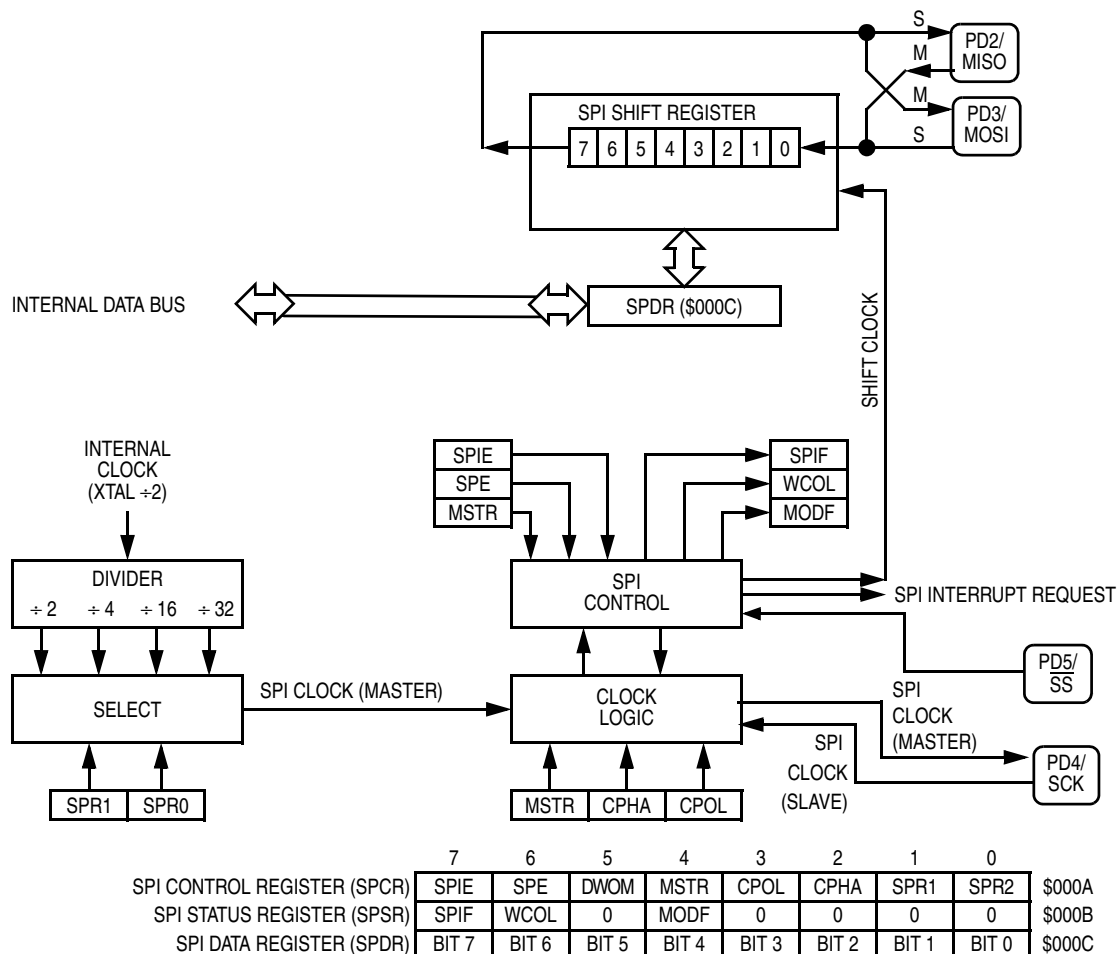 S
PD2/
MISO
M
M
PD3/
MOSI
S
SPI SHIFT REGISTER
7 6 5 4 3 2 1 0
INTERNAL DATA BUS
SPDR ($000C)
SHIFT CLOCK
INTERNAL
CLOCK
(XTAL ÷2)
SPIE
SPE
MSTR
SPIF
WCOL
MODF
DIVIDER
÷ 2 ÷ 4 ÷ 16 ÷ 32
SPI
CONTROL
SPI INTERRUPT REQUEST
PD5/
SS
SELECT
SPI CLOCK (MASTER)
CLOCK
LOGIC
SPI
CLOCK
(MASTER)
SPI
CLOCK
(SLAVE)
PD4/
SCK
SPR1 SPR0
MSTR CPHA CPOL
7 6 5 4 3 2 1 0
SPI CONTROL REGISTER (SPCR) SPIE SPE DWOM MSTR CPOL CPHA SPR1 SPR2 $000A
SPI STATUS REGISTER (SPSR) SPIF WCOL 0 MODF 0 0 0 0 $000B
SPI DATA REGISTER (SPDR) BIT 7 BIT 6 BIT 5 BIT 4 BIT 3 BIT 2 BIT 1 BIT 0 $000C